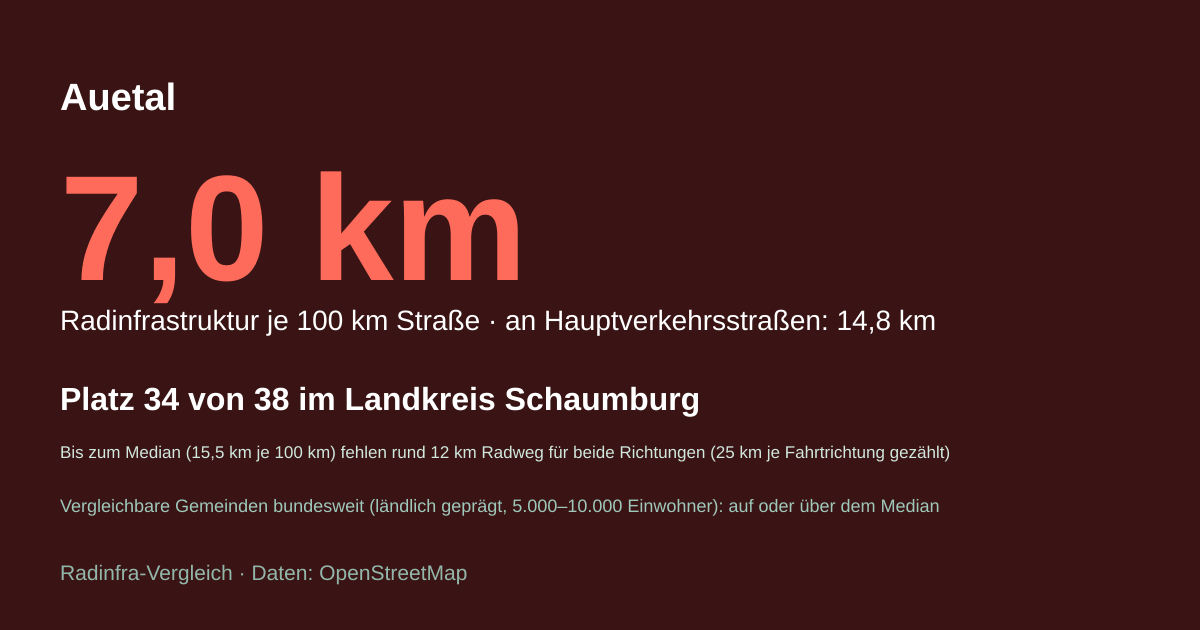 Auetal
7,0 km
Radinfrastruktur je 100 km Straße · an Hauptverkehrsstraßen: 14,8 km
Platz 34 von 38 im Landkreis Schaumburg
Bis zum Median (15,5 km je 100 km) fehlen rund 12 km Radweg für beide Richtungen (25 km je Fahrtrichtung gezählt)
Vergleichbare Gemeinden bundesweit (ländlich geprägt, 5.000–10.000 Einwohner): auf oder über dem Median
Radinfra-Vergleich · Daten: OpenStreetMap